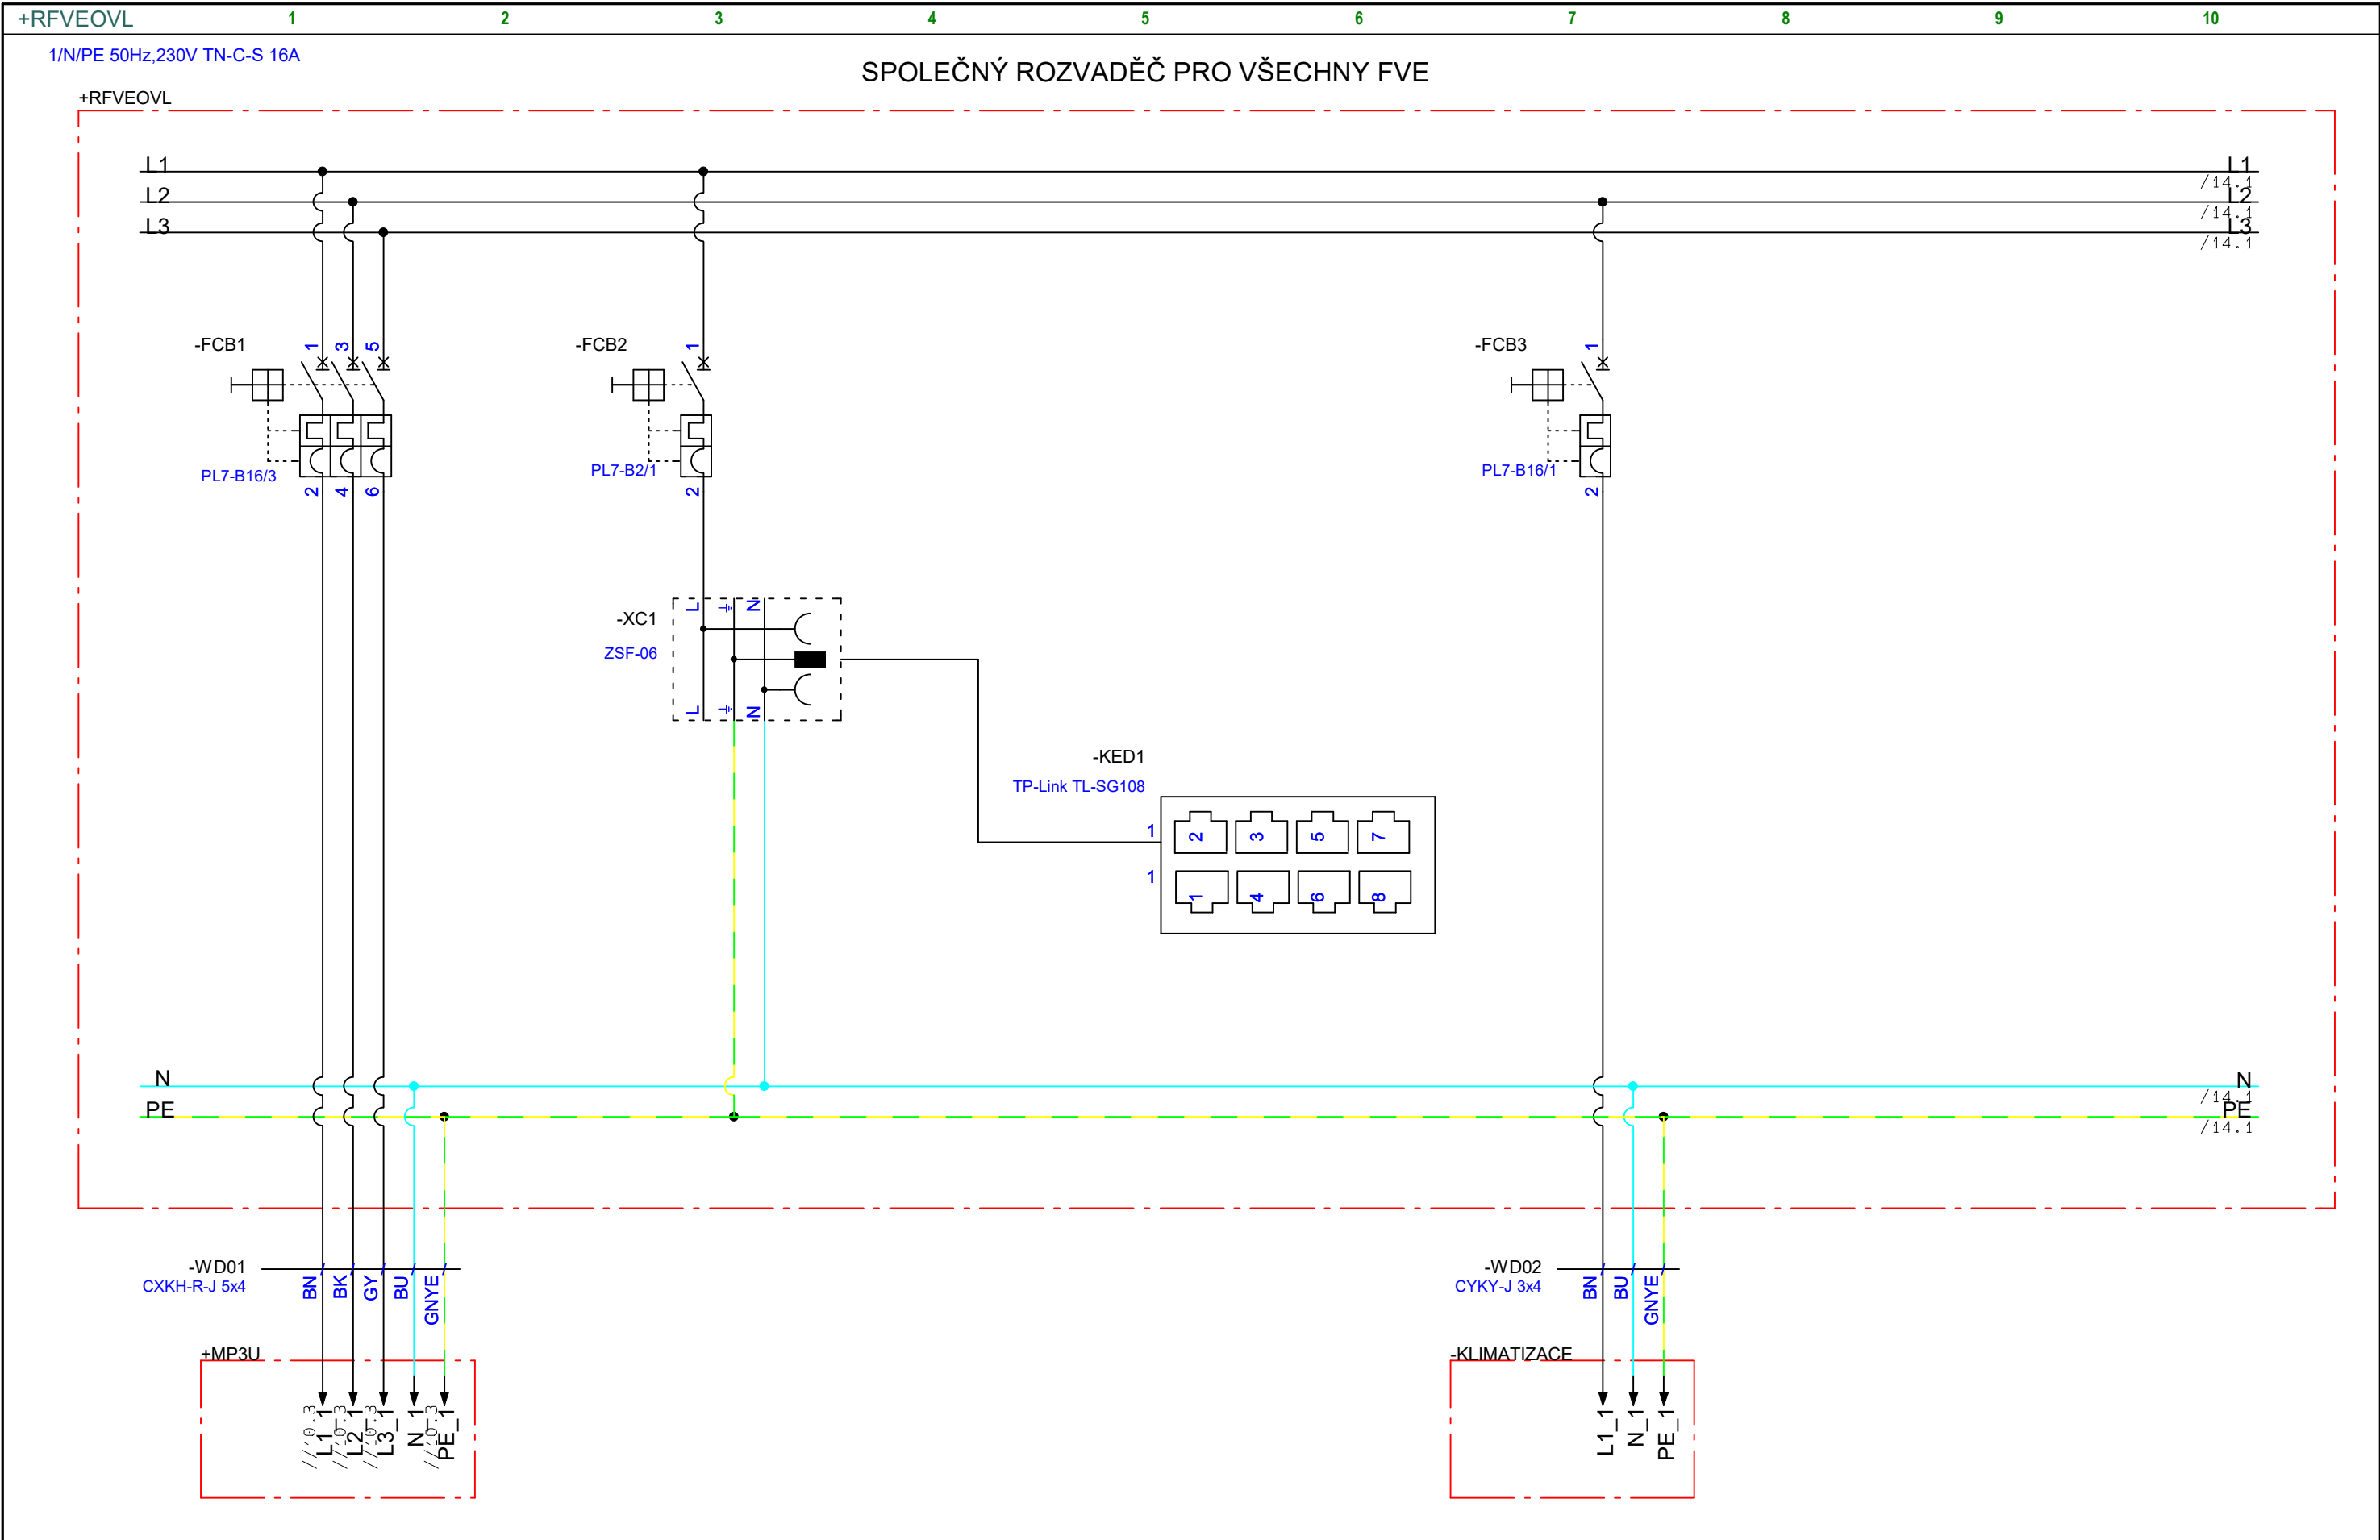 +RFVEOVL 1 2 3 4 5 6 7 8 9 10
1/N/PE 50Hz,230V TN-C-S 16A
SPOLEČNÝ ROZVADĚČ PRO VŠECHNY FVE
+RFVEOVL
L1 L1
/14.1
L2 L2
/14.1
L3 L3
/14.1
-FCB1 1 3 5
PL7-B16/3
2 4 6
-FCB2 1
PL7-B2/1
2
-FCB3 1
PL7-B16/1
2
-XC1 L N
ZSF-06
L N
-KED1
TP-Link TL-SG108
1 2 3 5 7
1 1 4 6 8
N N
/14.1
PE PE
/14.1
-WD01
CXKH-R-J 5x4
BN BK GY BU GNYE
-WD02
CYKY-J 3x4
BN BU GNYE
+MP3U
//10.3 //10.3 //10.3 //10.3
L1_1 L2_1 L3_1 N_1 PE_1
-KLIMATIZACE
L1_1 N_1 PE_1